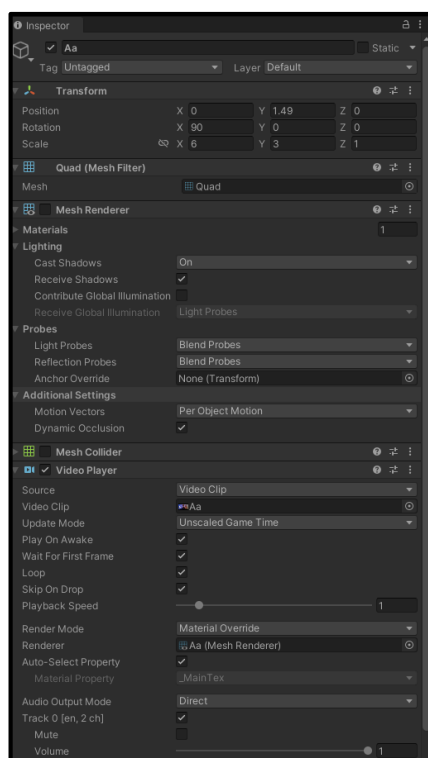 Inspector
Aa Static
Tag Untagged Layer Default
Transform
Position X 0 Y 1.49 Z 0
Rotation X 90 Y 0 Z 0
Scale X 6 Y 3 Z 1
Quad (Mesh Filter)
Mesh Quad
Mesh Renderer
Materials 1
Lighting
Cast Shadows On
Receive Shadows
Contribute Global Illumination
Receive Global Illumination Light Probes
Probes
Light Probes Blend Probes
Reflection Probes Blend Probes
Anchor Override None (Transform)
Additional Settings
Motion Vectors Per Object Motion
Dynamic Occlusion
Mesh Collider
Video Player
Source Video Clip
Video Clip Aa
Update Mode Unscaled Game Time
Play On Awake
Wait For First Frame
Loop
Skip On Drop
Playback Speed 1
Render Mode Material Override
Renderer Aa (Mesh Renderer)
Auto-Select Property
Material Property _MainTex
Audio Output Mode Direct
Track 0 [en, 2 ch]
Mute
Volume 1